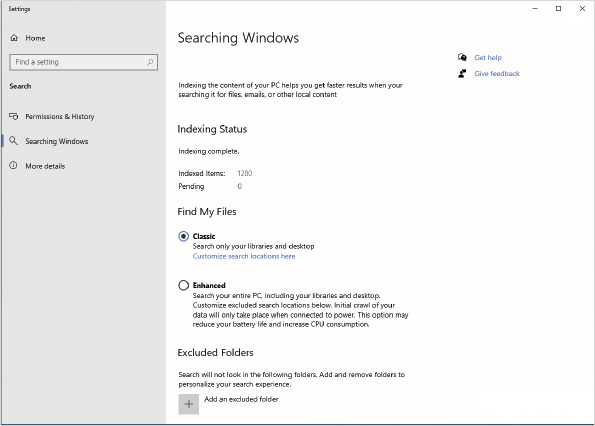 Settings
Home
Find a setting
Search
Permissions & History
Searching Windows
More details
Searching Windows
Get help
Give feedback
Indexing the content of your PC helps you get faster results when your
searching it for files, emails, or other local content
Indexing Status
Indexing complete.
Indexed Items: 1280
Pending 0
Find My Files
Classic
Search only your libraries and desktop
Customize search locations here
Enhanced
Search your entire PC, including your libraries and desktop.
Customize excluded search locations below. Initial crawl of your
data will only take place when connected to power. This option may
reduce your battery life and increase CPU consumption.
Excluded Folders
Search will not look in the following folders. Add and remove folders to
personalize your search experience.
Add an excluded folder